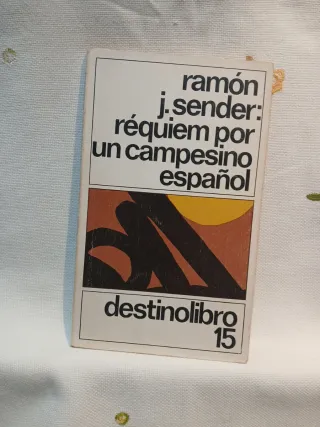 ramón
j. sender:
réquiem por
un campesino
español
destinolibro
15